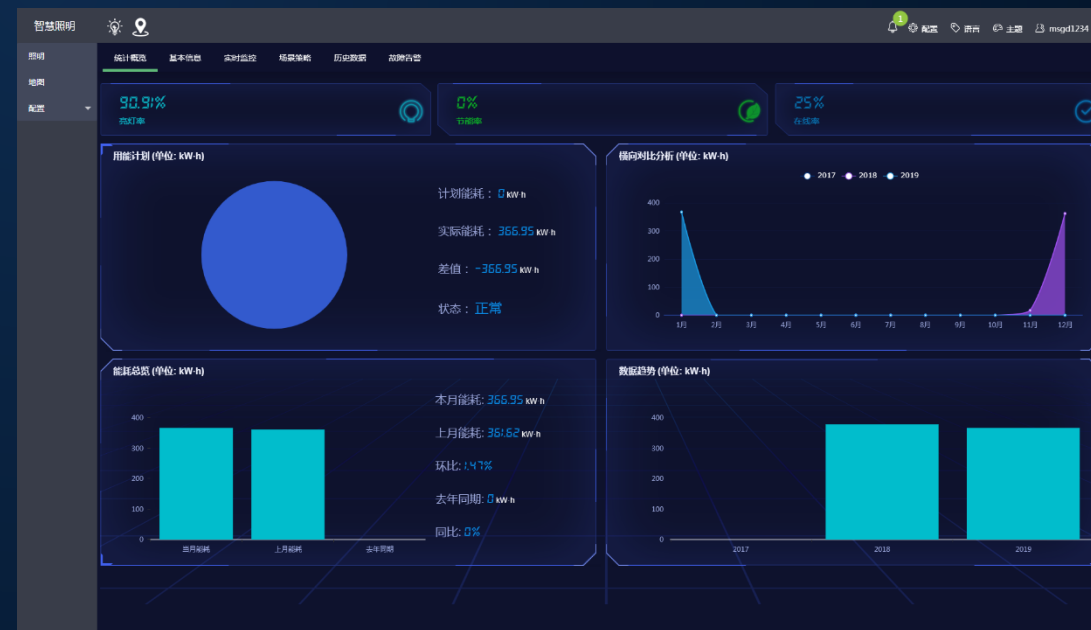 智慧照明
1
配置 语言 主题 msgd1234
照明
地图
配置
统计概览 基本信息 实时监控 场景策略 历史数据 故障告警
90.91%
亮灯率
0%
节能率
25%
在线率
用能计划 (单位: kW·h)
计划能耗： 0 kW·h
实际能耗： 366.95 kW·h
差值： -366.95 kW·h
状态： 正常
横向对比分析 (单位: kW·h)
2017 2018 2019
400
300
200
100
0
1月 2月 3月 4月 5月 6月 7月 8月 9月 10月 11月 12月
能耗总览 (单位: kW·h)
400
300
200
100
0
当月能耗 上月能耗 去年同期
本月能耗: 366.95 kW·h
上月能耗: 361.62 kW·h
环比: 1.47%
去年同期: 0 kW·h
同比: 0%
数据趋势 (单位: kW·h)
400
300
200
100
0
2017 2018 2019